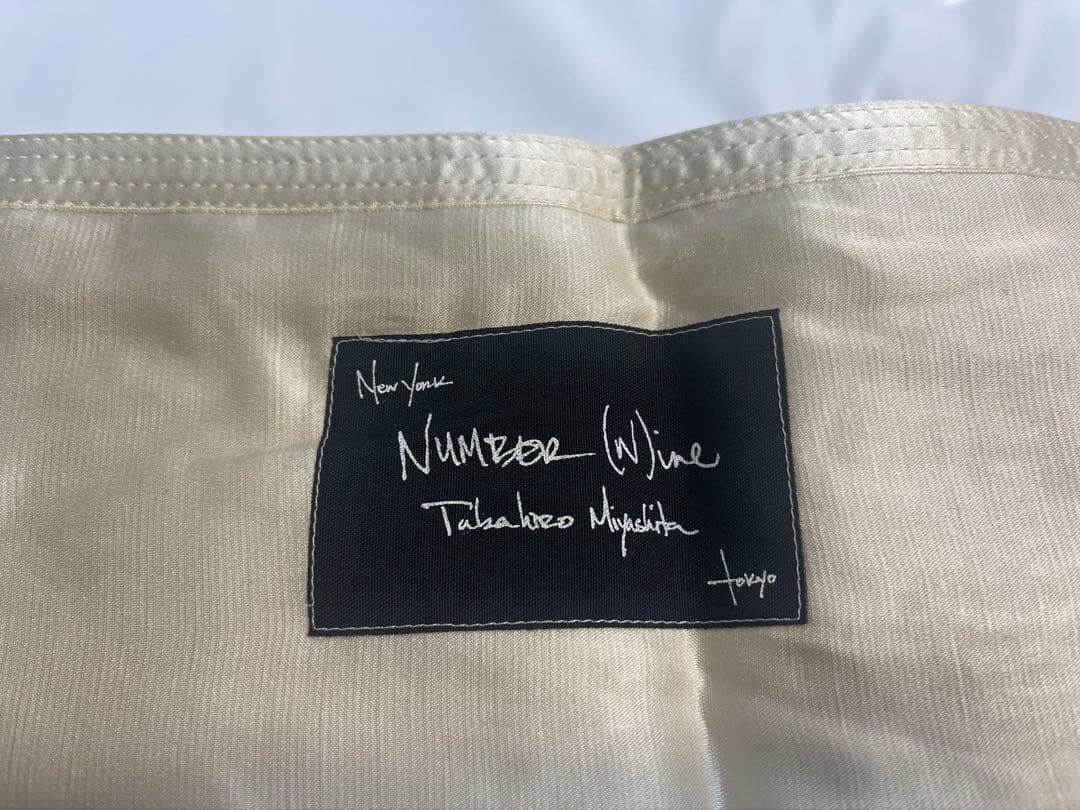 New York
NUMBER (N)ine
Takahiro Miyashita
tokyo